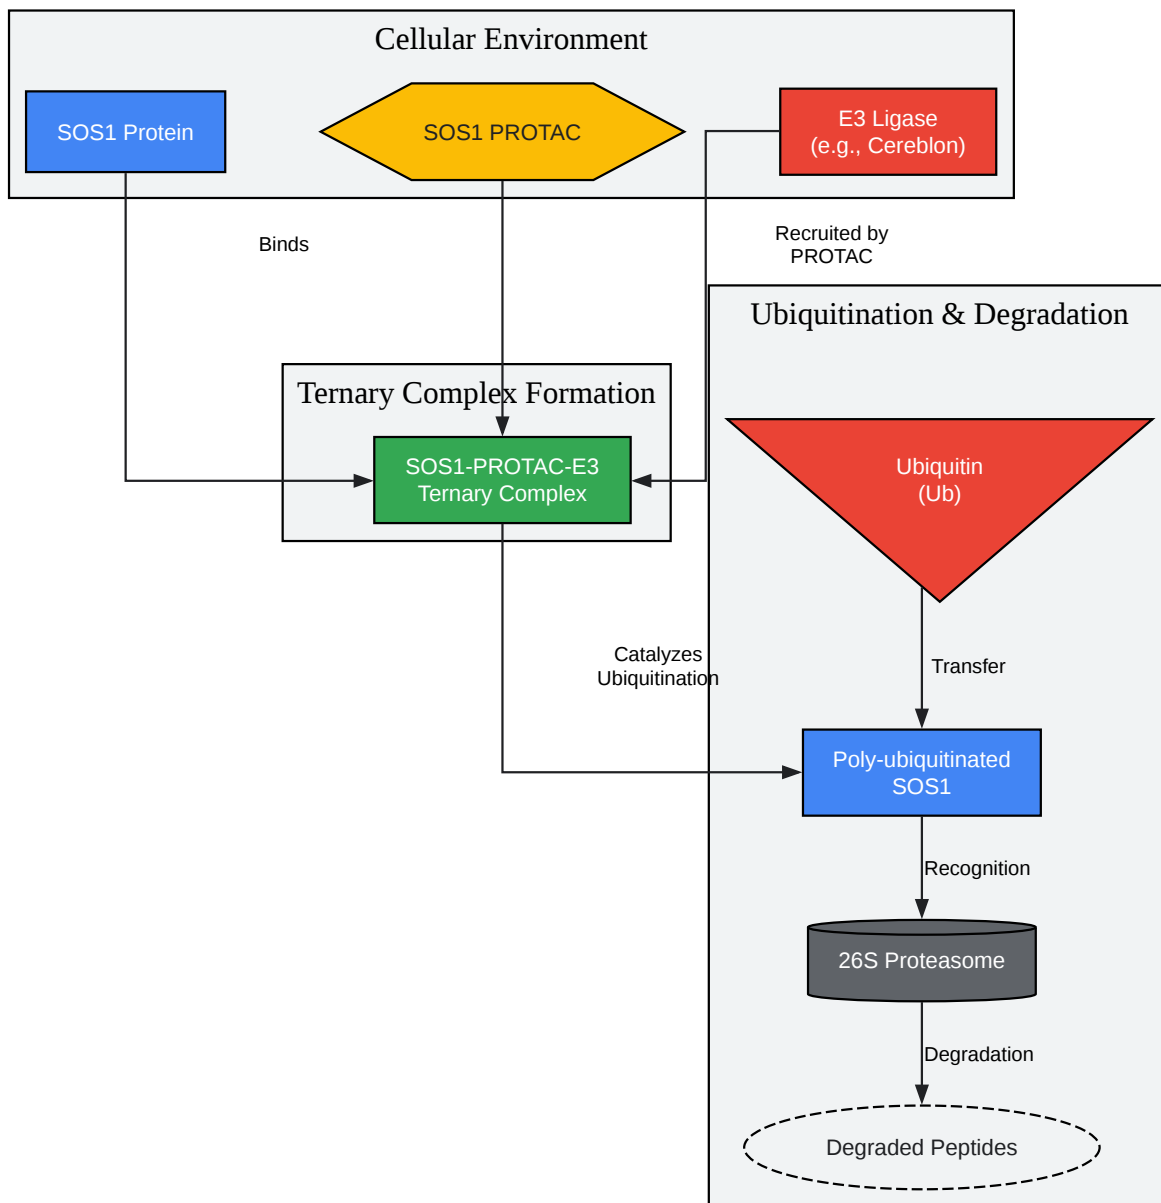 Cellular Environment
SOS1 Protein
SOS1 PROTAC
E3 Ligase
(e.g., Cereblon)
Binds
Recruited by
PROTAC
Ternary Complex Formation
SOS1-PROTAC-E3
Ternary Complex
Ubiquitination & Degradation
Ubiquitin
(Ub)
Catalyzes
Ubiquitination
Transfer
Poly-ubiquitinated
SOS1
Recognition
26S Proteasome
Degradation
Degraded Peptides